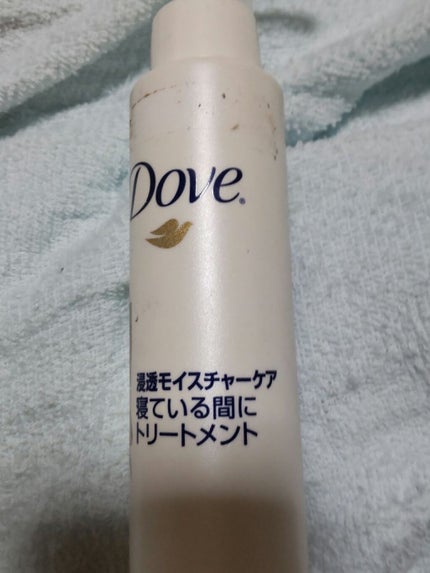 Dove®
浸透モイスチャーケア
寝ている間に
トリートメント